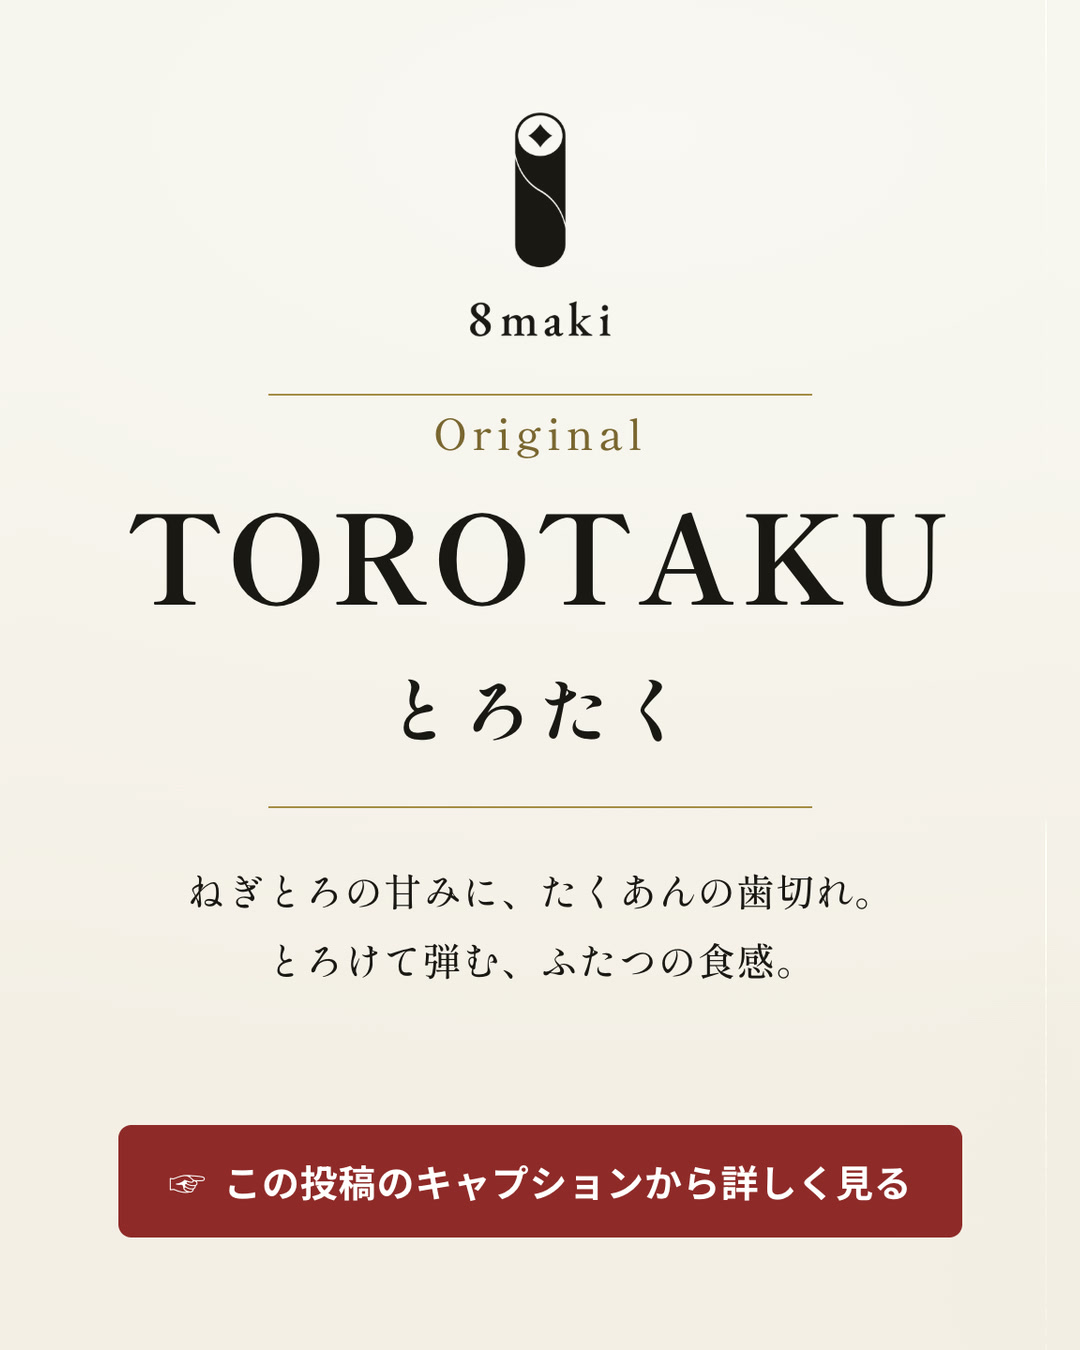 8maki
Original
TOROTAKU
とろたく
ねぎとろの甘みに、たくあんの歯切れ。
とろけて弾む、ふたつの食感。
☞ この投稿のキャプションから詳しく見る